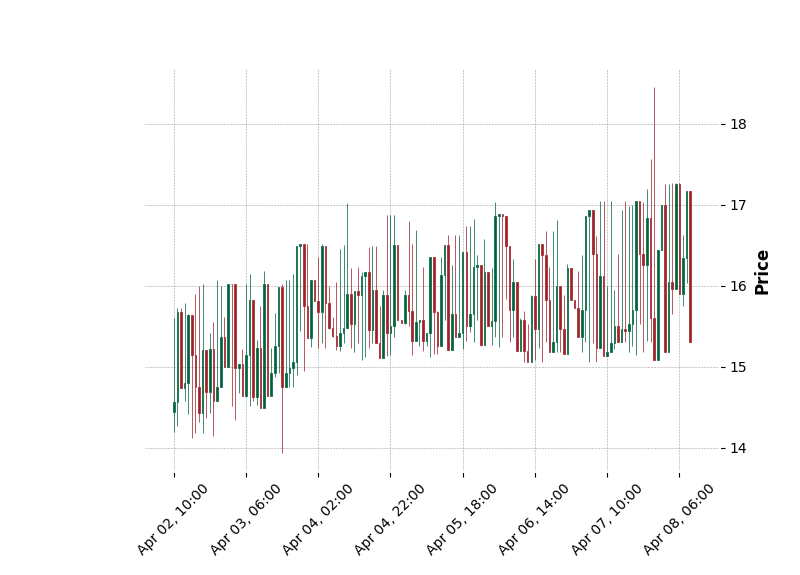 18
17
16
15
14
Price
Apr 02, 10:00
Apr 03, 06:00
Apr 04, 02:00
Apr 04, 22:00
Apr 05, 18:00
Apr 06, 14:00
Apr 07, 10:00
Apr 08, 06:00